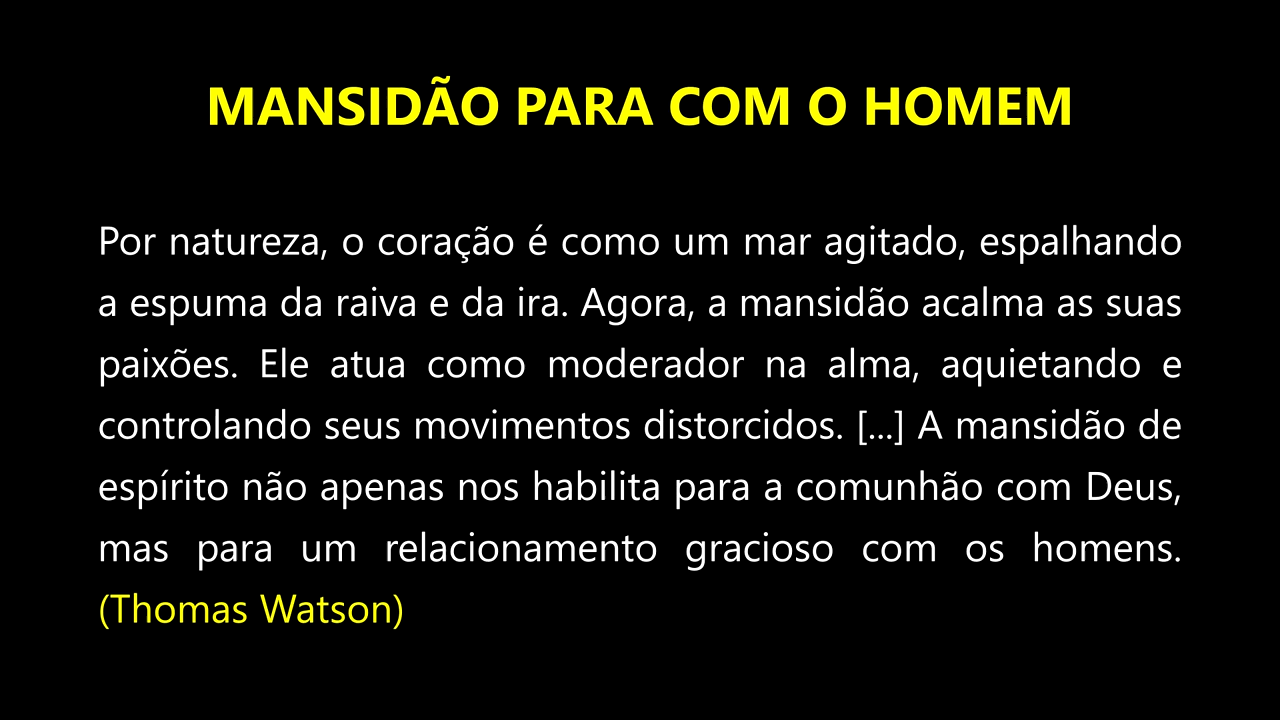 MANSIDÃO PARA COM O HOMEM
Por natureza, o coração é como um mar agitado, espalhando
a espuma da raiva e da ira. Agora, a mansidão acalma as suas
paixões. Ele atua como moderador na alma, aquietando e
controlando seus movimentos distorcidos. [...] A mansidão de
espírito não apenas nos habilita para a comunhão com Deus,
mas para um relacionamento gracioso com os homens.
(Thomas Watson)